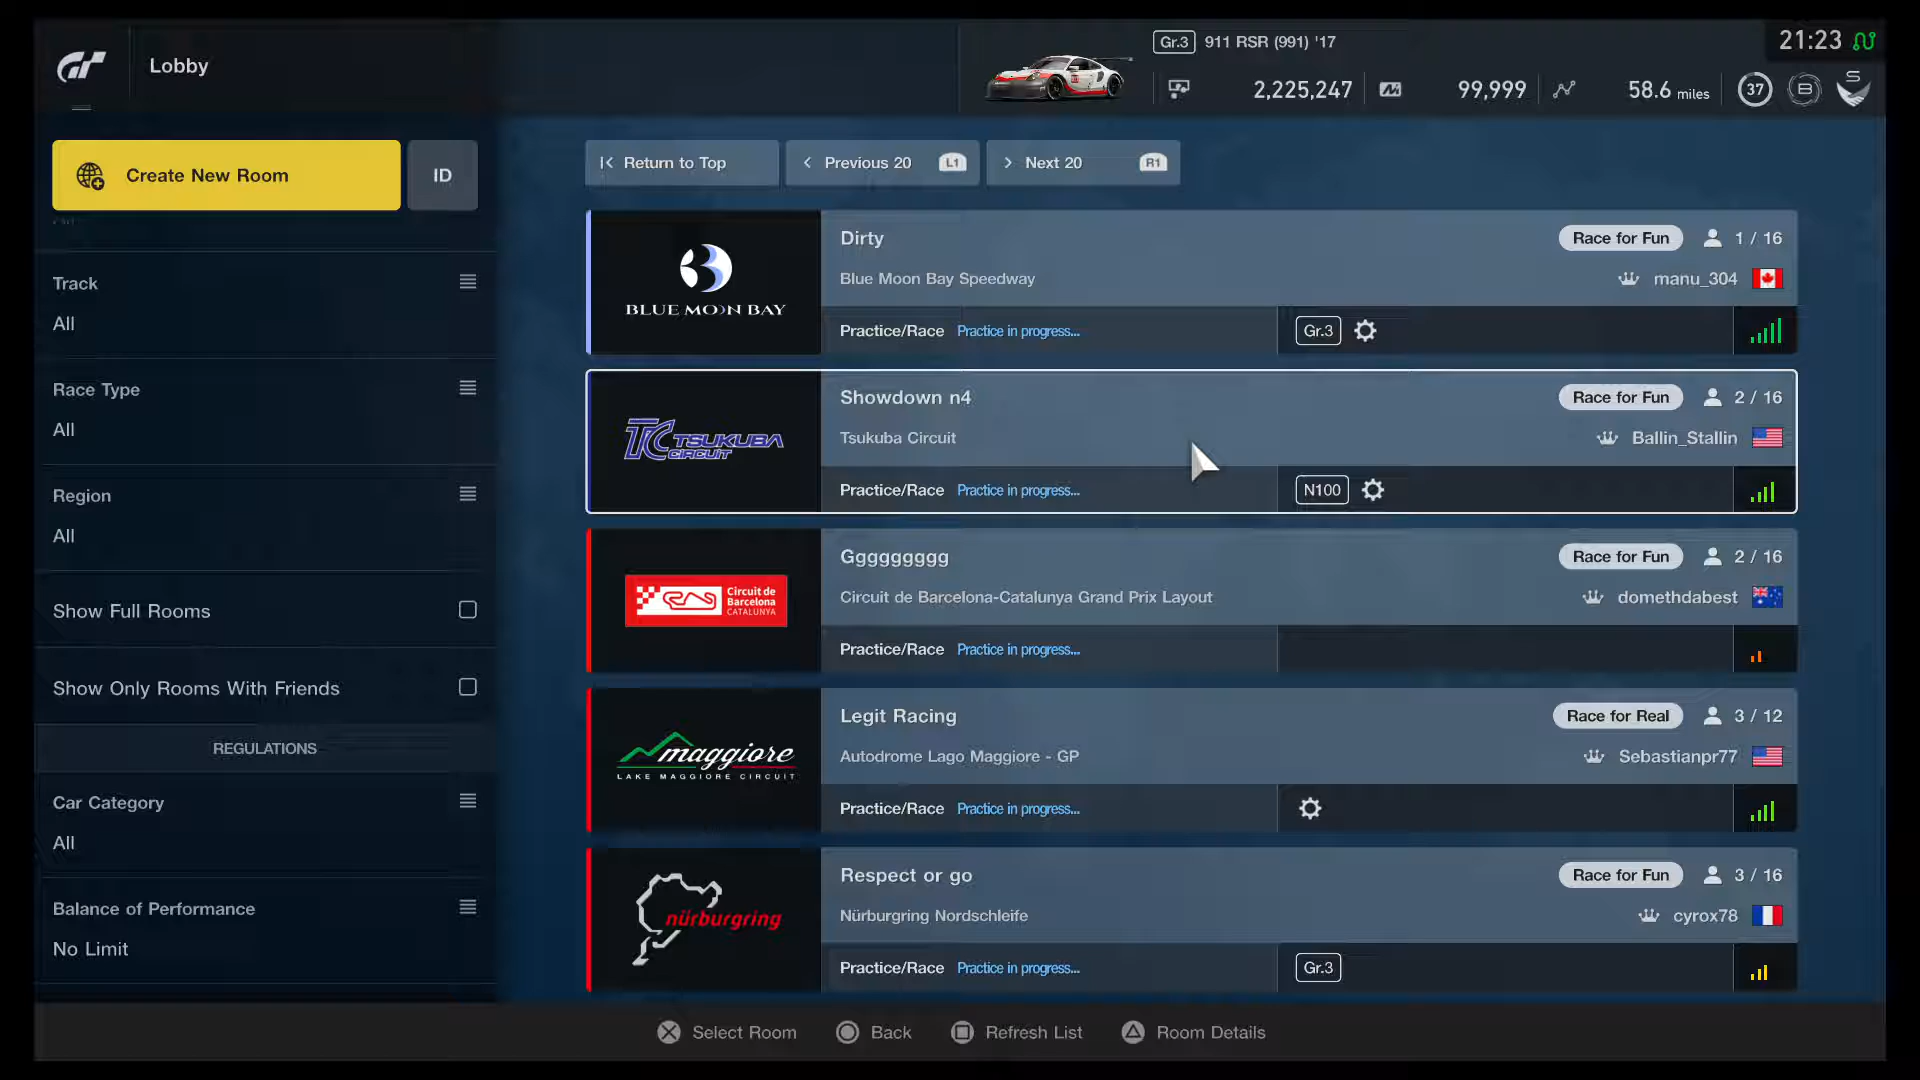 GT
Lobby
Gr.3 911 RSR (991) '17
2,225,247 99,999 58.6 miles 37 B S
21:23
Create New Room
ID
Track
All
Race Type
All
Region
All
Show Full Rooms
Show Only Rooms With Friends
REGULATIONS
Car Category
All
Balance of Performance
No Limit
Return to Top
Previous 20 L1
Next 20 R1
BLUE MOON BAY
Dirty
Race for Fun 1 / 16
Blue Moon Bay Speedway
manu_304
Practice/Race Practice in progress...
Gr.3
TC TSUKUBA
CIRCUIT
Showdown n4
Race for Fun 2 / 16
Tsukuba Circuit
Ballin_Stallin
Practice/Race Practice in progress...
N100
Circuit de
Barcelona
CATALUNYA
Ggggggggg
Race for Fun 2 / 16
Circuit de Barcelona-Catalunya Grand Prix Layout
domethdabest
Practice/Race Practice in progress...
maggiore
LAKE MAGGIORE CIRCUIT
Legit Racing
Race for Real 3 / 12
Autodrome Lago Maggiore - GP
Sebastianpr77
Practice/Race Practice in progress...
nürburgring
Respect or go
Race for Fun 3 / 16
Nürburgring Nordschleife
cyrox78
Practice/Race Practice in progress...
Gr.3
Select Room
Back
Refresh List
Room Details